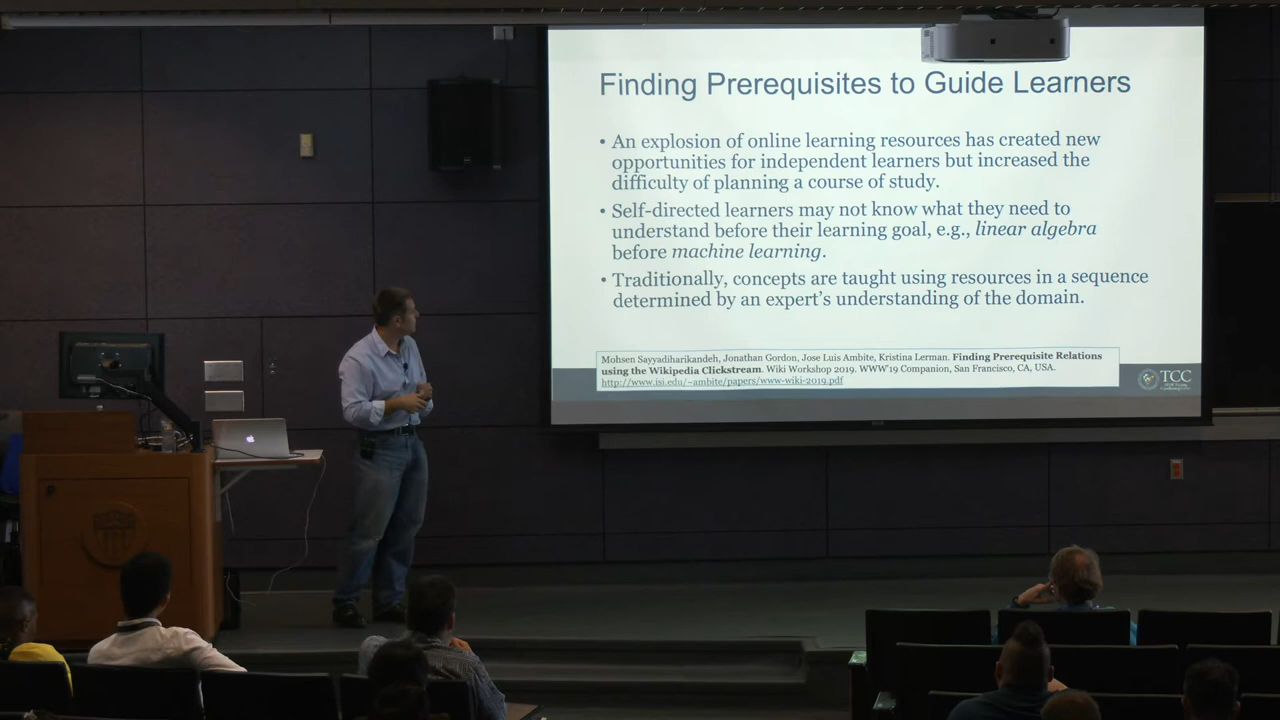 Finding Prerequisites to Guide Learners
• An explosion of online learning resources has created new
opportunities for independent learners but increased the
difficulty of planning a course of study.
• Self-directed learners may not know what they need to
understand before their learning goal, e.g., linear algebra
before machine learning.
• Traditionally, concepts are taught using resources in a sequence
determined by an expert's understanding of the domain.
Mohsen Sayyadiharikandeh, Jonathan Gordon, Jose Luis Ambite, Kristina Lerman. Finding Prerequisite Relations
using the Wikipedia Clickstream. Wiki Workshop 2019. WWW'19 Companion, San Francisco, CA, USA.
http://www.isi.edu/~ambite/papers/www-wiki-2019.pdf
TCC